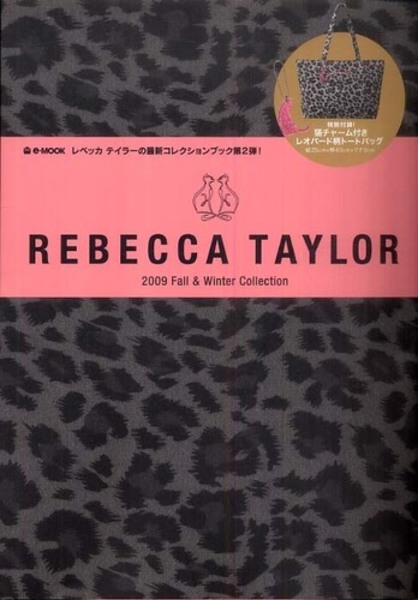 e-MOOK レベッカ テイラーの最新コレクションブック第2弾!
特別付録!
猫チャーム付き
レオパード柄トートバッグ
REBECCA TAYLOR
2009 Fall & Winter Collection